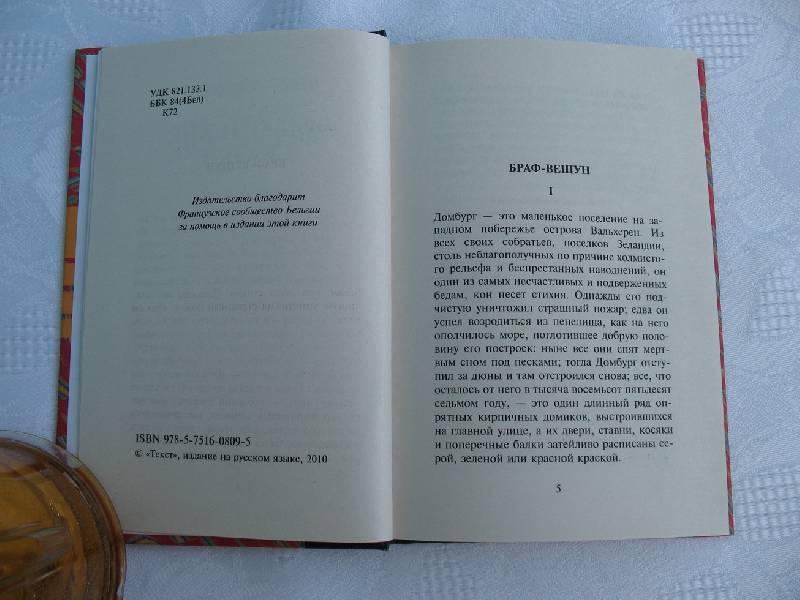 УДК 821.133.1
ББК 84(4Бел)
К72
Издательство благодарит
Французское сообщество Бельгии
за помощь в издании этой книги
ISBN 978-5-7516-0809-5
© «Текст», издание на русском языке, 2010
БРАФ-ВЕЩУН
I
Домбург — это маленькое поселение на за-
падном побережье острова Вальхерен. Из
всех своих собратьев, поселков Зеландии,
столь неблагополучных по причине холмисто-
го рельефа и беспрестанных наводнений, он
один из самых несчастливых и подверженных
бедам, кои несет стихия. Однажды его под-
чистую уничтожил страшный пожар; едва он
успел возродиться из пепелища, как на него
ополчилось море, поглотившее добрую поло-
вину его построек: ныне все они спят мерт-
вым сном под песками; тогда Домбург отсту-
пил за дюны и там отстроился снова; все, что
осталось от него в тысяча восемьсот пятьдесят
седьмом году, — это один длинный ряд оп-
рятных кирпичных домиков, выстроившихся
на главной улице, а их двери, ставни, косяки
и поперечные балки затейливо расписаны се-
рой, зеленой или красной краской.
5